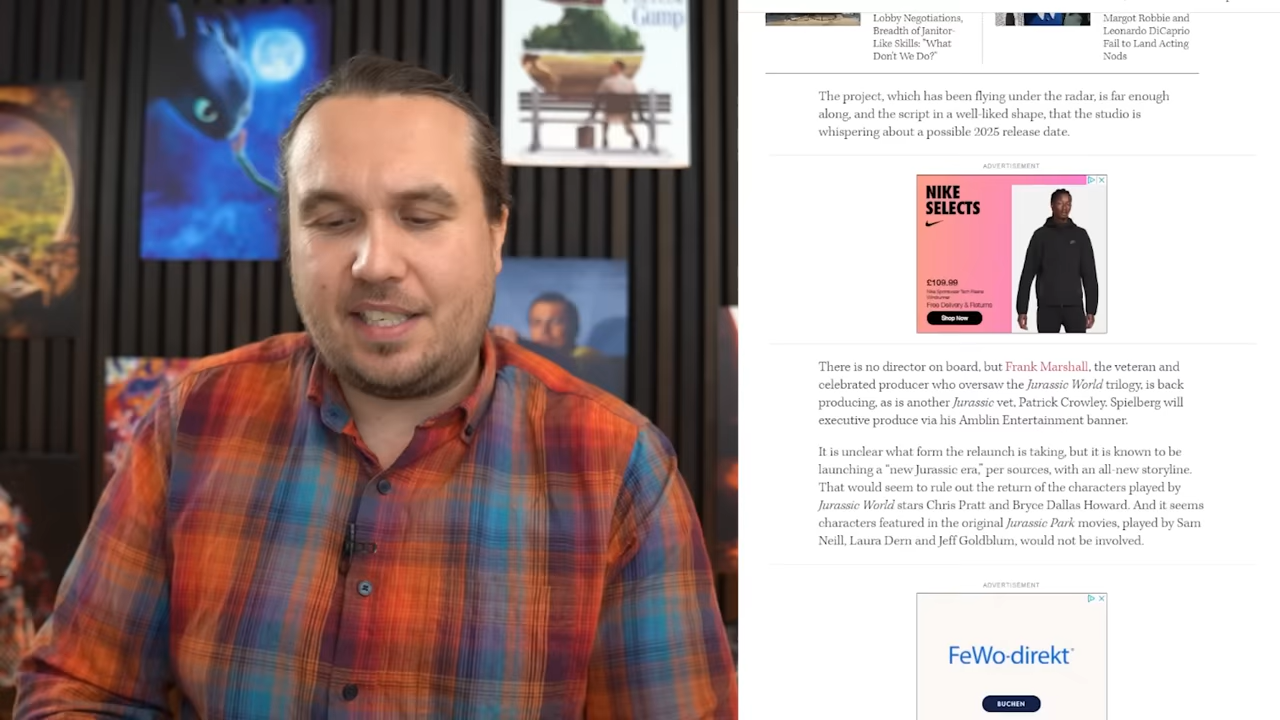 Gump
Lobby Negotiations,
Breadth of Janitor-
Like Skills: "What
Don't We Do?"
Margot Robbie and
Leonardo DiCaprio
Fail to Land Acting
Nods
The project, which has been flying under the radar, is far enough
along, and the script in a well-liked shape, that the studio is
whispering about a possible 2025 release date.
ADVERTISEMENT
NIKE
SELECTS
£109.99
Free Delivery & Returns
Shop Now
There is no director on board, but Frank Marshall, the veteran and
celebrated producer who oversaw the Jurassic World trilogy, is back
producing, as is another Jurassic vet, Patrick Crowley. Spielberg will
executive produce via his Amblin Entertainment banner.
It is unclear what form the relaunch is taking, but it is known to be
launching a “new Jurassic era,” per sources, with an all-new storyline.
That would seem to rule out the return of the characters played by
Jurassic World stars Chris Pratt and Bryce Dallas Howard. And it seems
characters featured in the original Jurassic Park movies, played by Sam
Neill, Laura Dern and Jeff Goldblum, would not be involved.
ADVERTISEMENT
FeWo-direkt
BUCHEN